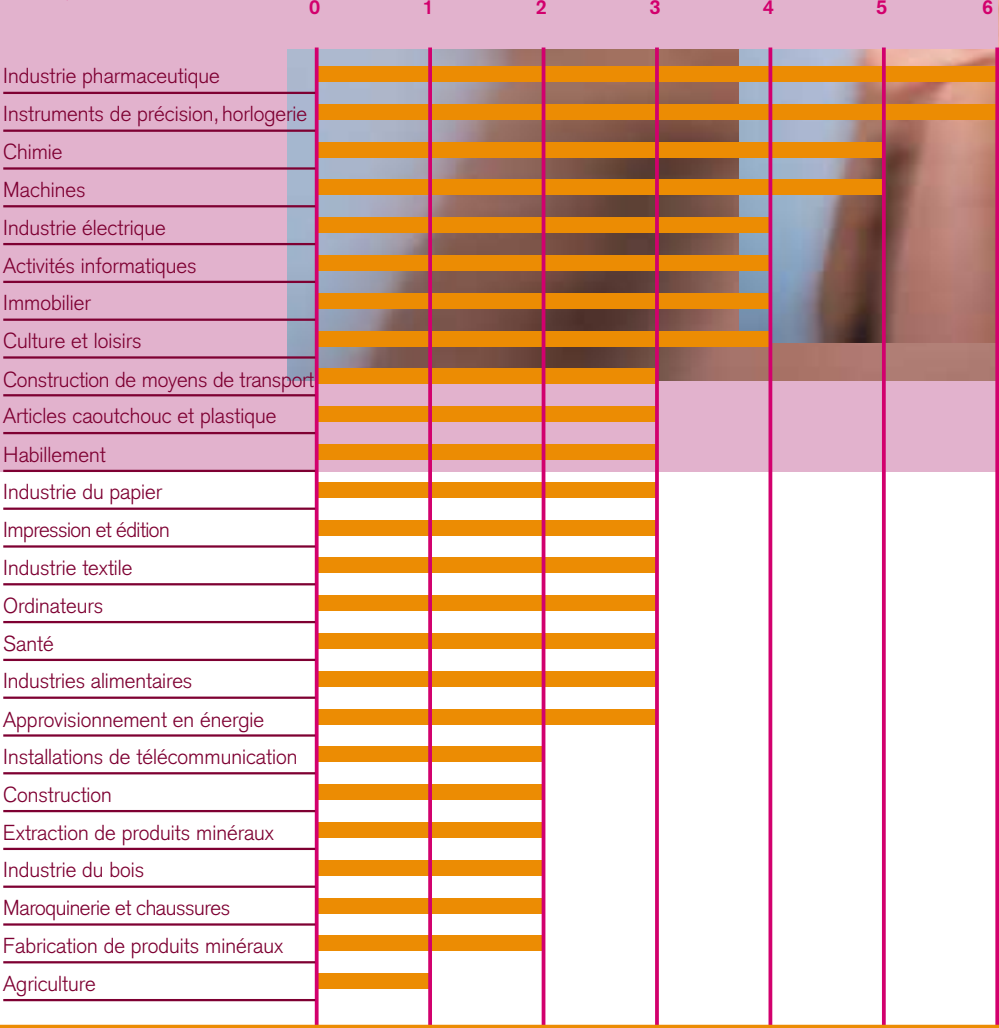 0 1 2 3 4 5 6
Industrie pharmaceutique
Instruments de précision, horlogerie
Chimie
Machines
Industrie électrique
Activités informatiques
Immobilier
Culture et loisirs
Construction de moyens de transport
Articles caoutchouc et plastique
Habillement
Industrie du papier
Impression et édition
Industrie textile
Ordinateurs
Santé
Industries alimentaires
Approvisionnement en énergie
Installations de télécommunication
Construction
Extraction de produits minéraux
Industrie du bois
Maroquinerie et chaussures
Fabrication de produits minéraux
Agriculture